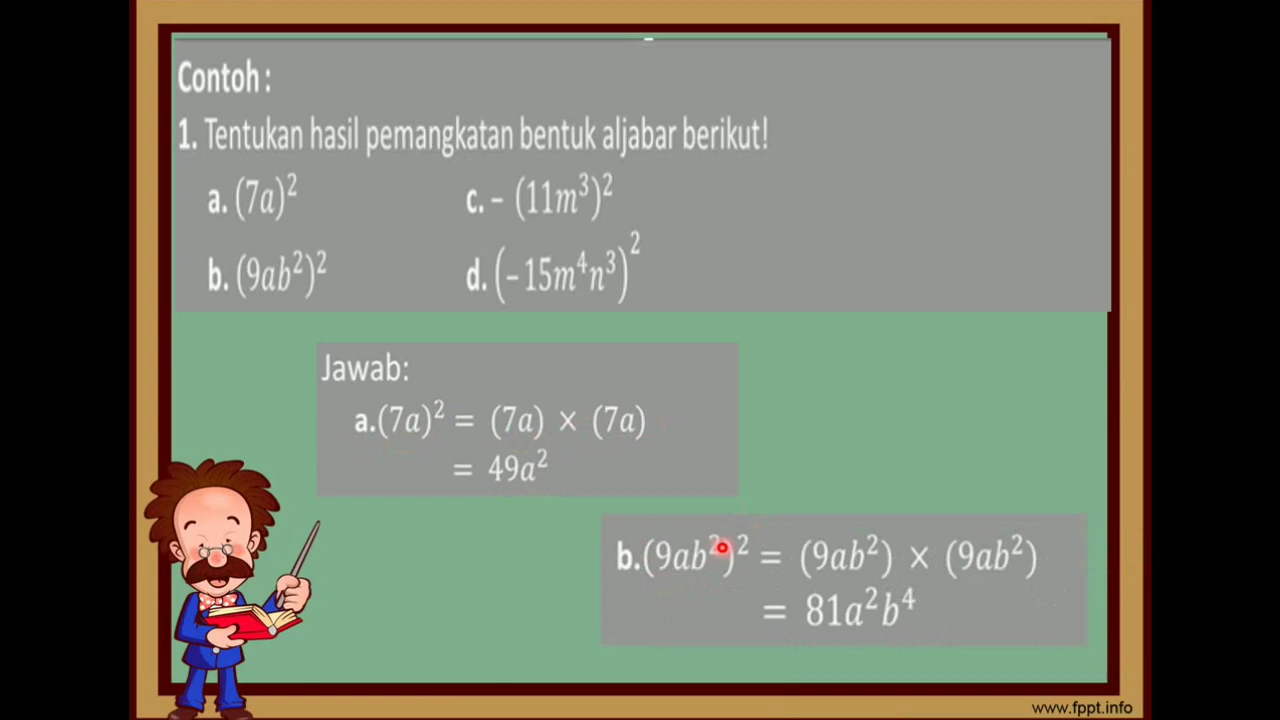 Contoh :
1. Tentukan hasil pemangkatan bentuk aljabar berikut!
a. (7a)² c. – (11m³)²
b. (9ab²)² d. (–15m⁴n³)²
Jawab:
a.(7a)² = (7a) × (7a)
= 49a²
b.(9ab²)² = (9ab²) × (9ab²)
= 81a²b⁴
www.fppt.info